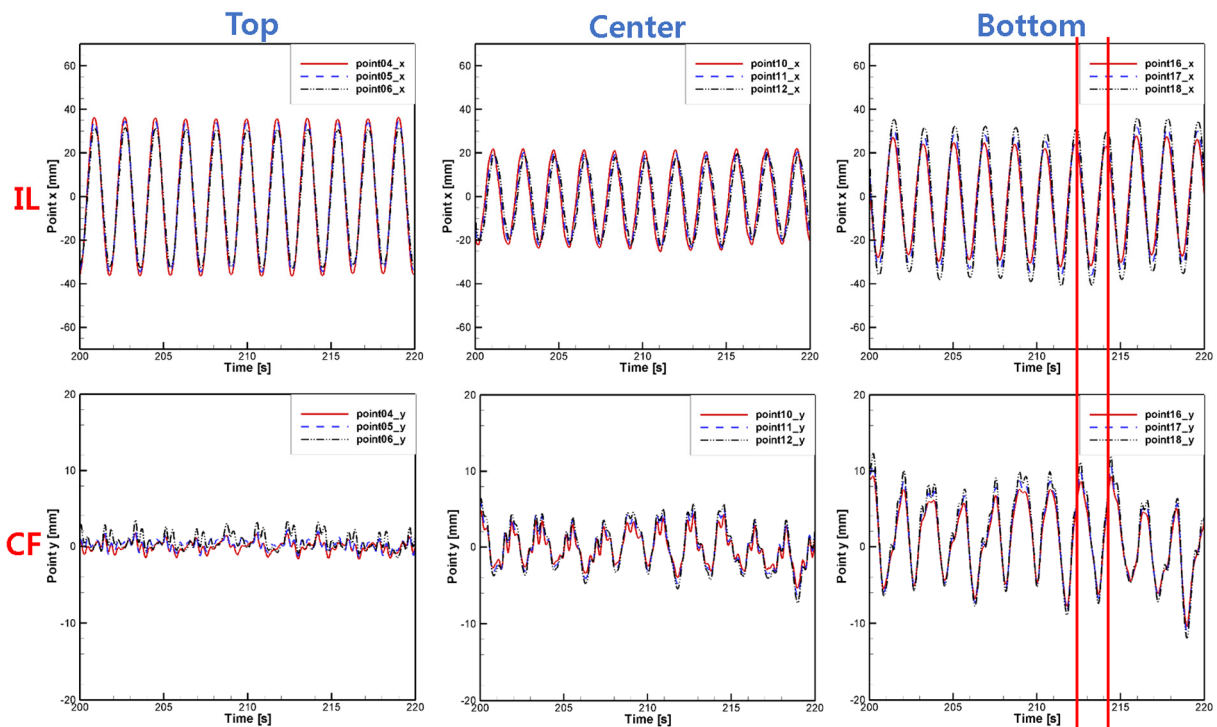 Top
Center
Bottom
IL
Point x [mm]
60
40
20
0
-20
-40
-60
point04_x
point05_x
point06_x
200
205
210
215
220
Time [s]
Point x [mm]
60
40
20
0
-20
-40
-60
point10_x
point11_x
point12_x
200
205
210
215
220
Time [s]
Point x [mm]
60
40
20
0
-20
-40
-60
point16_x
point17_x
point18_x
200
205
210
215
220
Time [s]
CF
Point y [mm]
20
10
0
-10
-20
point04_y
point05_y
point06_y
200
205
210
215
220
Time [s]
Point y [mm]
20
10
0
-10
-20
point10_y
point11_y
point12_y
200
205
210
215
220
Time [s]
Point y [mm]
20
10
0
-10
-20
point16_y
point17_y
point18_y
200
205
210
215
220
Time [s]